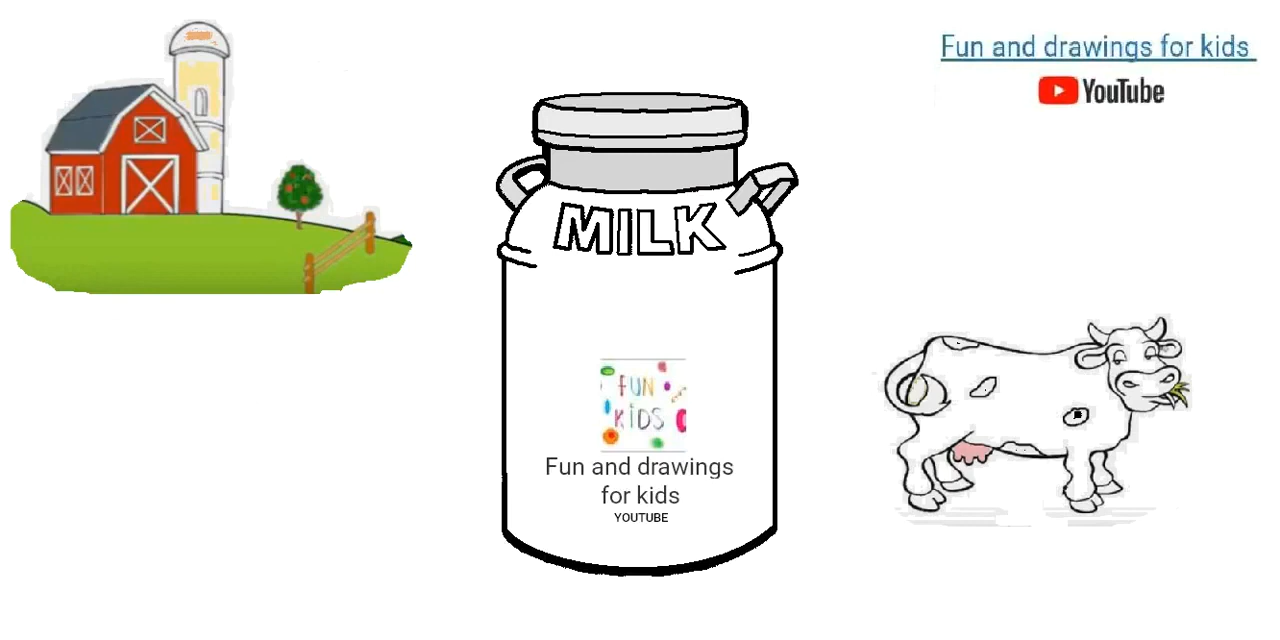 Fun and drawings for kids
YouTube
MILK
FUN
KIDS
Fun and drawings
for kids
YOUTUBE